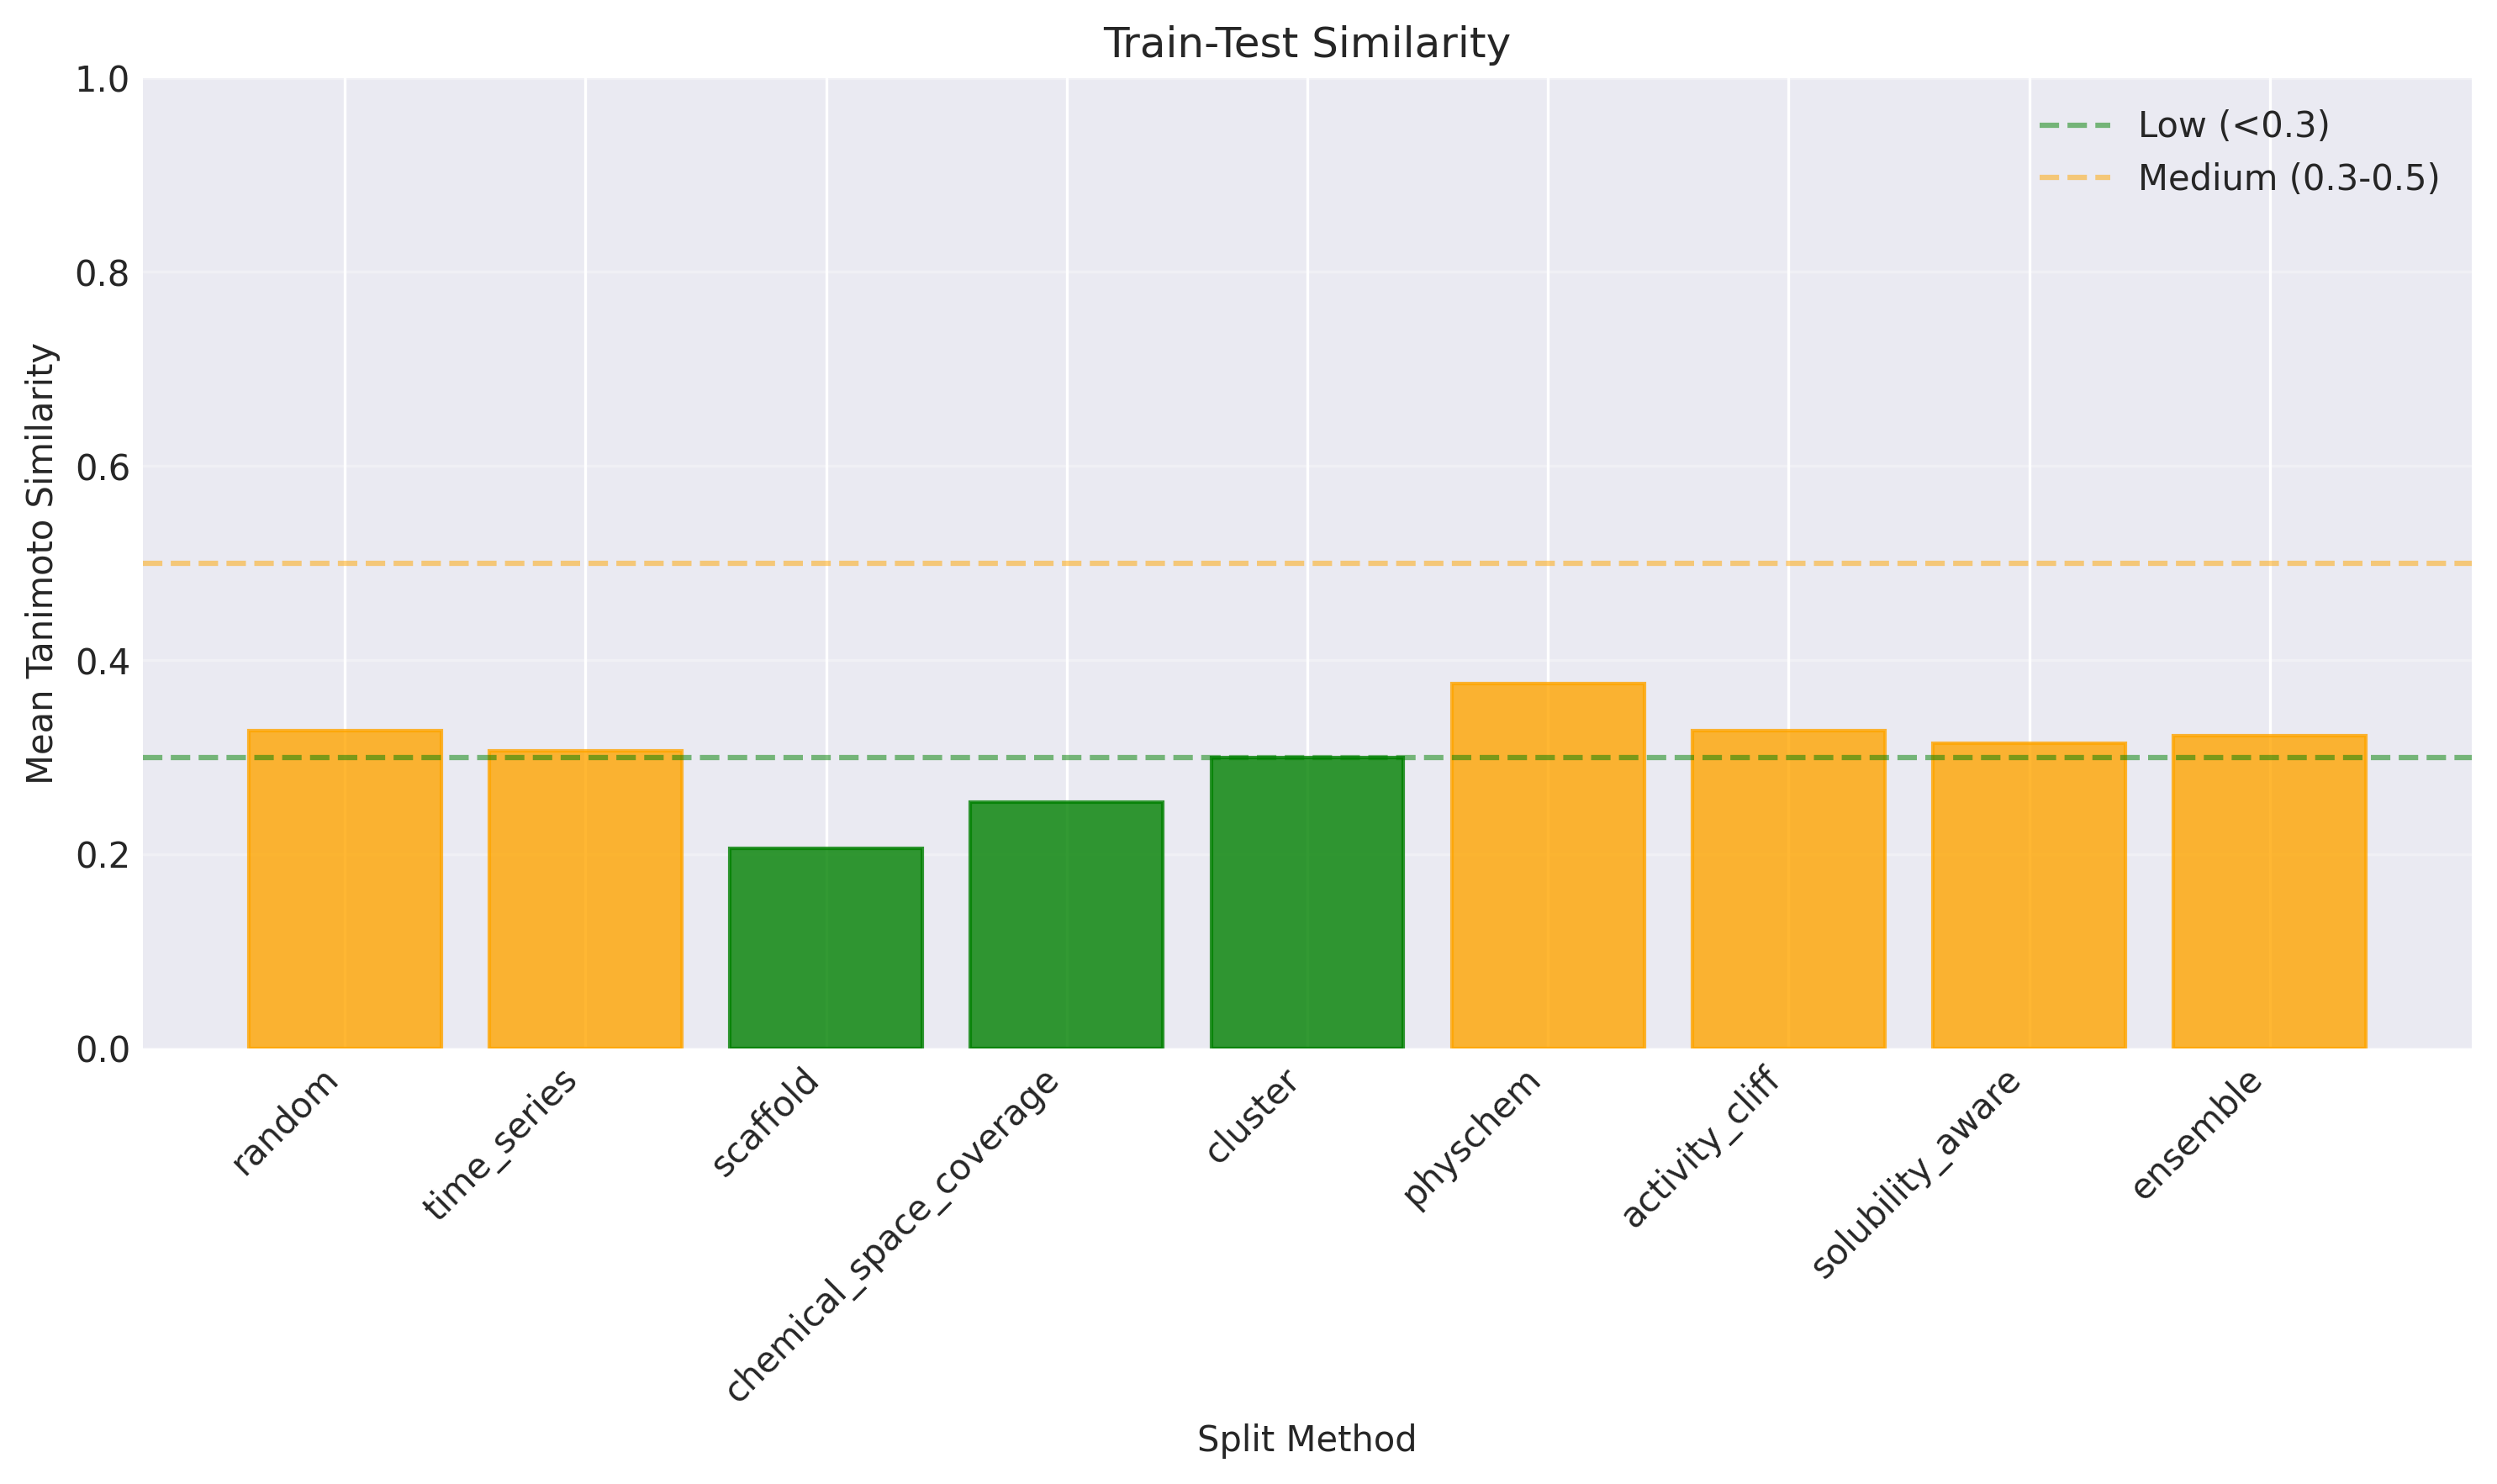 Train-Test Similarity
Low (<0.3)
Medium (0.3-0.5)
Mean Tanimoto Similarity
1.0
0.8
0.6
0.4
0.2
0.0
random
time_series
scaffold
chemical_space_coverage
cluster
physchem
activity_cliff
solubility_aware
ensemble
Split Method